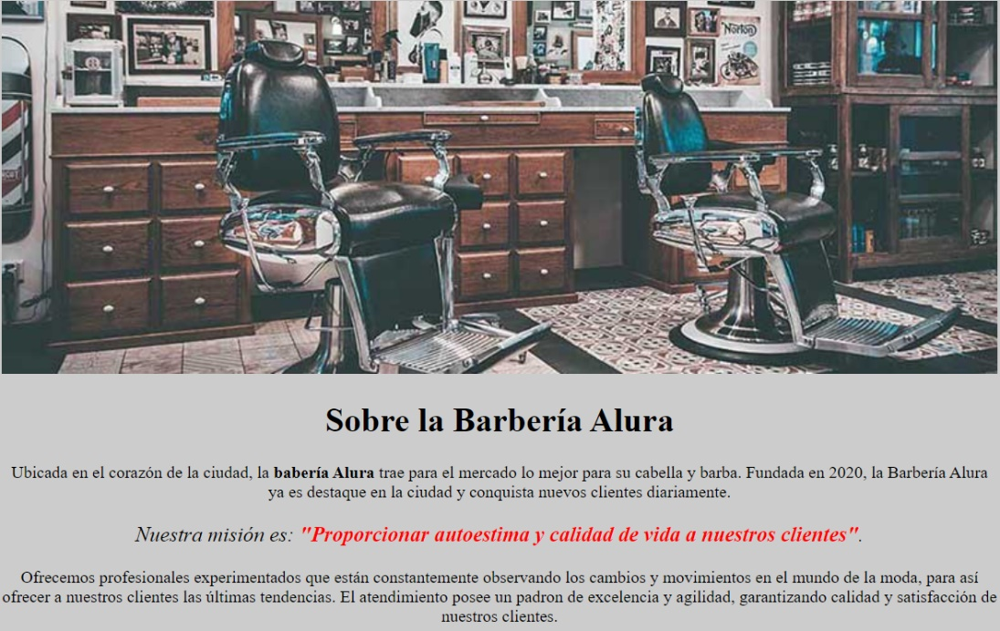 Norton
Sobre la Barbería Alura
Ubicada en el corazón de la ciudad, la babería Alura trae para el mercado lo mejor para su cabella y barba. Fundada en 2020, la Barbería Alura
ya es destaque en la ciudad y conquista nuevos clientes diariamente.
Nuestra misión es: "Proporcionar autoestima y calidad de vida a nuestros clientes".
Ofrecemos profesionales experimentados que están constantemente observando los cambios y movimientos en el mundo de la moda, para así
ofrecer a nuestros clientes las últimas tendencias. El atendimiento posee un padron de excelencia y agilidad, garantizando calidad y satisfacción de
nuestros clientes.